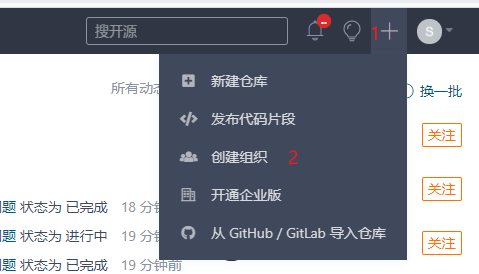 搜开源
1
S
新建仓库
发布代码片段
创建组织 2
开通企业版
从 GitHub / GitLab 导入仓库
所有动态
换一批
关注
关注
关注
题 状态为 已完成 18 分钟
题 状态为 进行中 19 分钟
题 状态为 已完成 19 分钟前